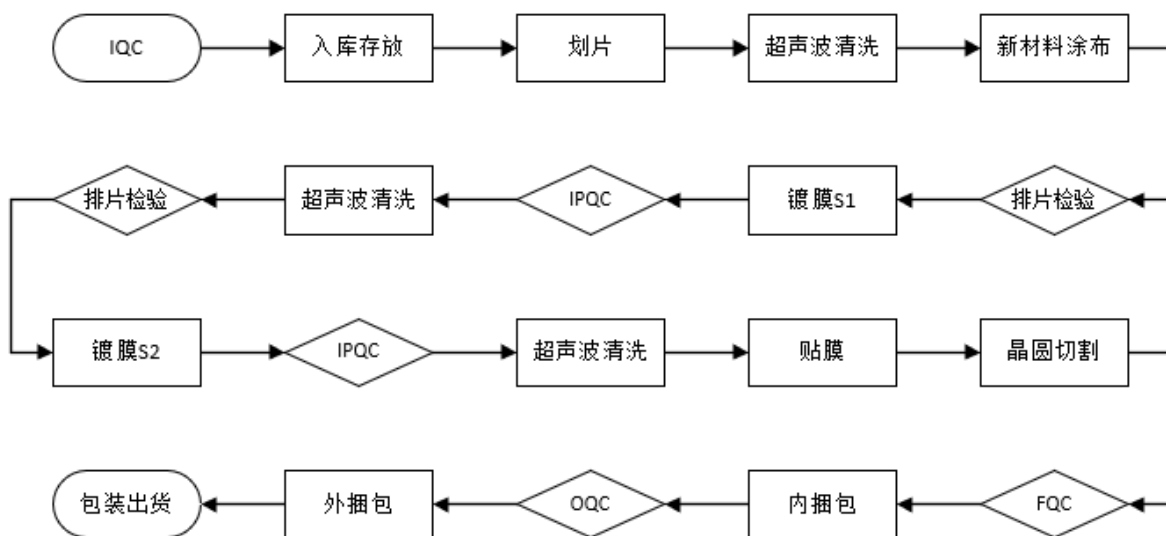 IQC
入库存放
划片
超声波清洗
新材料涂布
排片检验
超声波清洗
IPQC
镀膜S1
排片检验
镀膜S2
IPQC
超声波清洗
贴膜
晶圆切割
包装出货
外捆包
OQC
内捆包
FQC